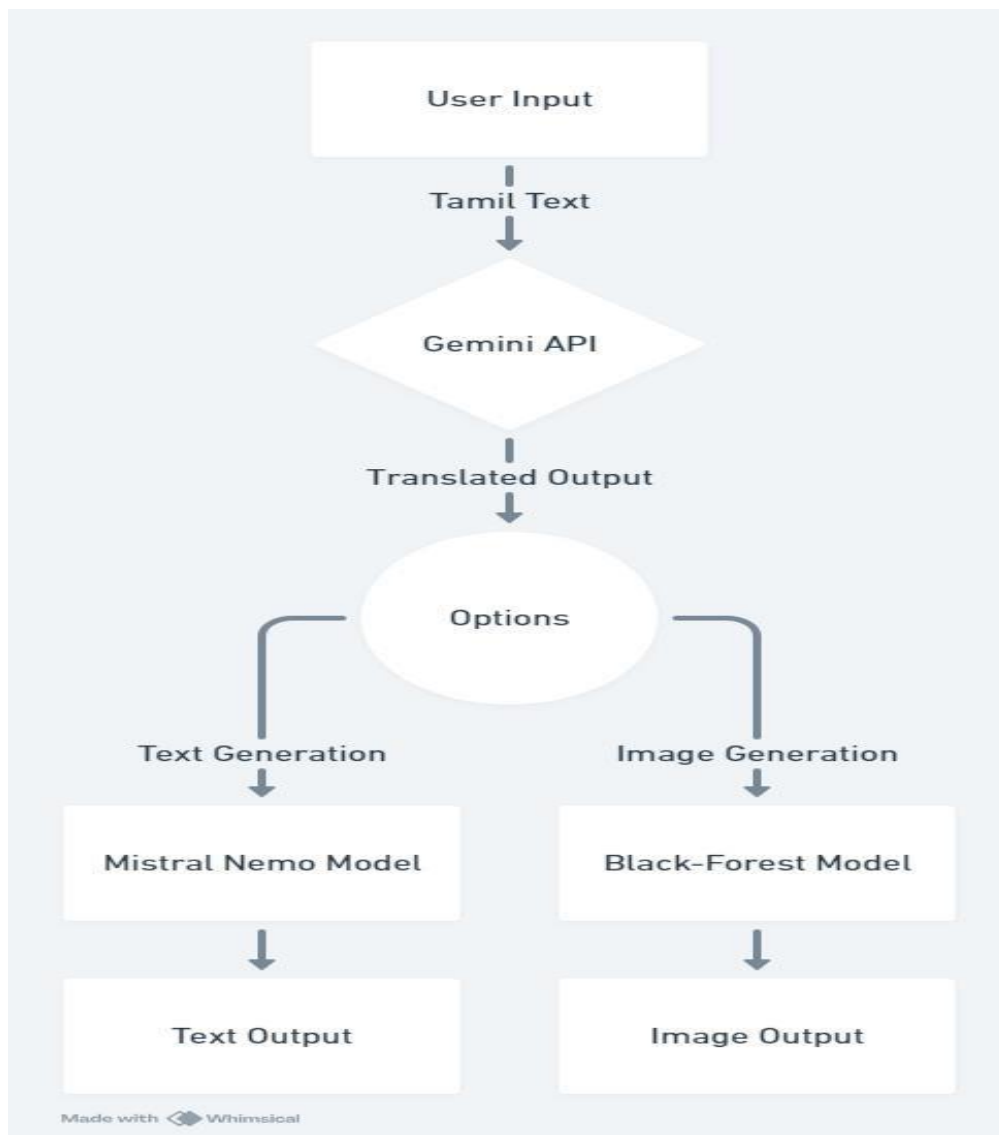 User Input
Tamil Text
Gemini API
Translated Output
Options
Text Generation
Image Generation
Mistral Nemo Model
Black-Forest Model
Text Output
Image Output
Made with Whimsical